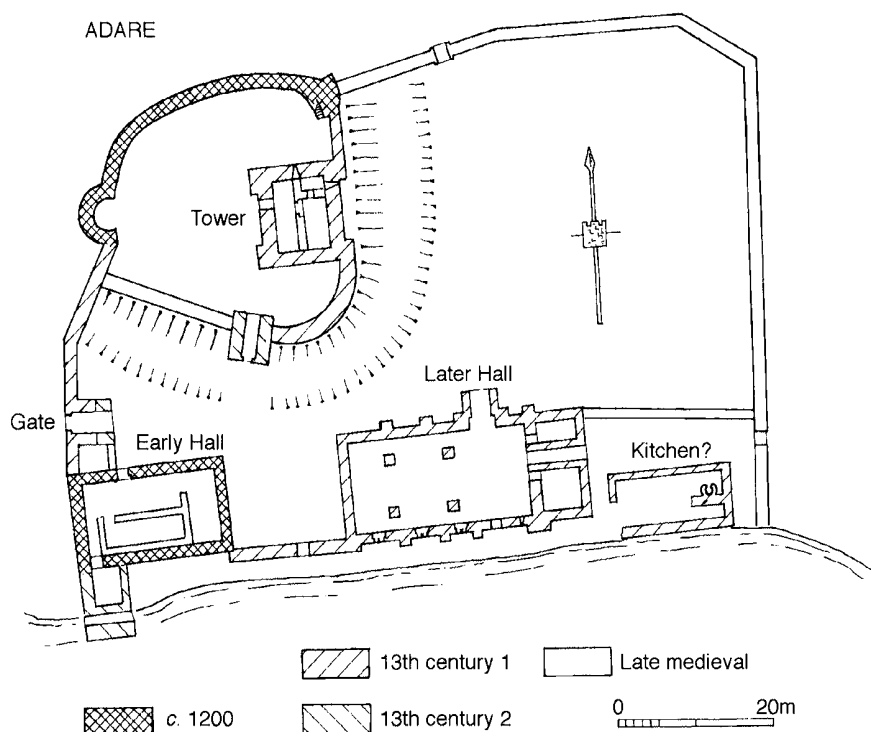 ADARE
Tower
Later Hall
Gate
Early Hall
Kitchen?
13th century 1
Late medieval
c. 1200
13th century 2
0 20m